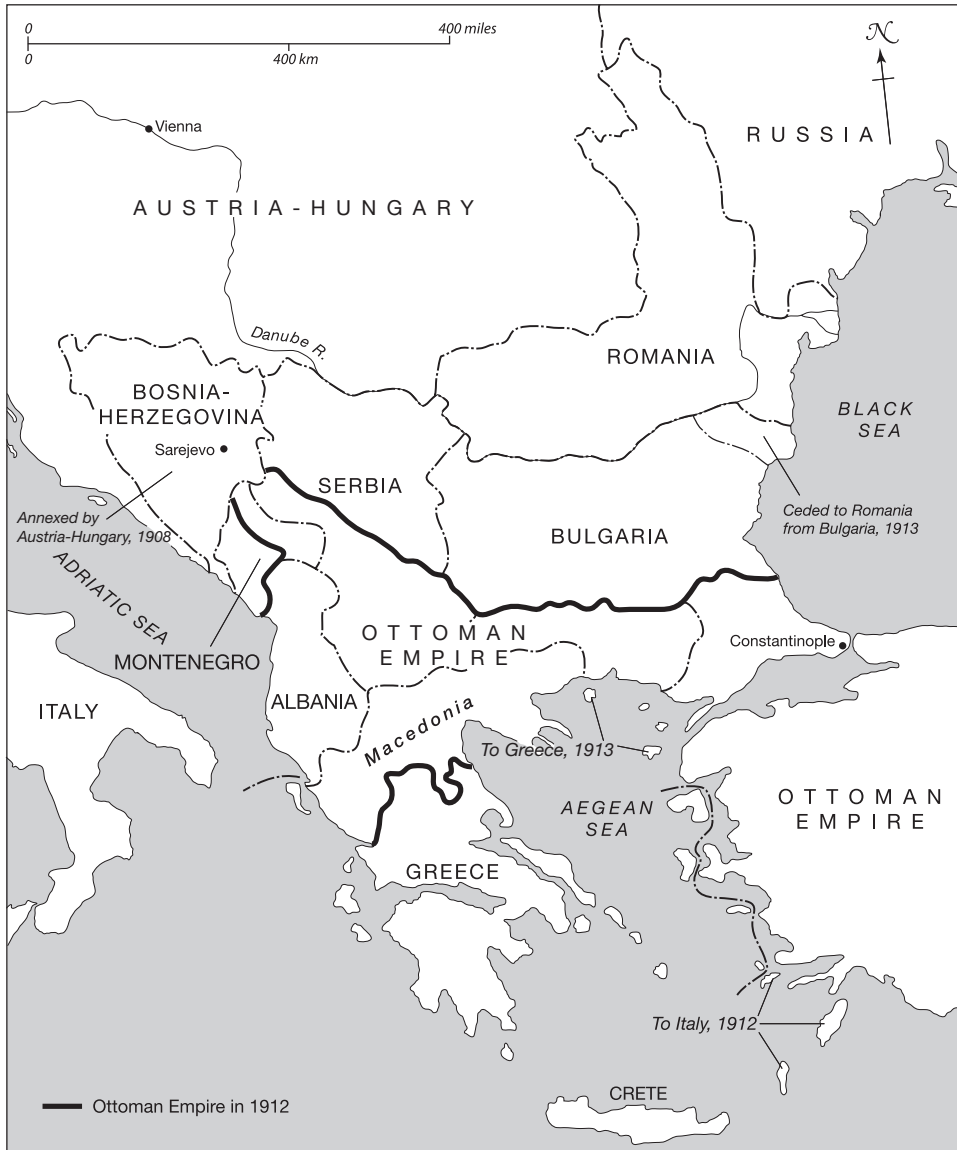 0
400 miles
0
400 km
N
Vienna
RUSSIA
AUSTRIA-HUNGARY
Danube R.
ROMANIA
BOSNIA-
HERZEGOVINA
BLACK
SEA
Sarejevo
SERBIA
Annexed by
Austria-Hungary, 1908
Ceded to Romania
from Bulgaria, 1913
BULGARIA
ADRIATIC SEA
OTTOMAN
EMPIRE
Constantinople
MONTENEGRO
ITALY
ALBANIA
Macedonia
To Greece, 1913
AEGEAN
SEA
OTTOMAN
EMPIRE
GREECE
To Italy, 1912
CRETE
Ottoman Empire in 1912